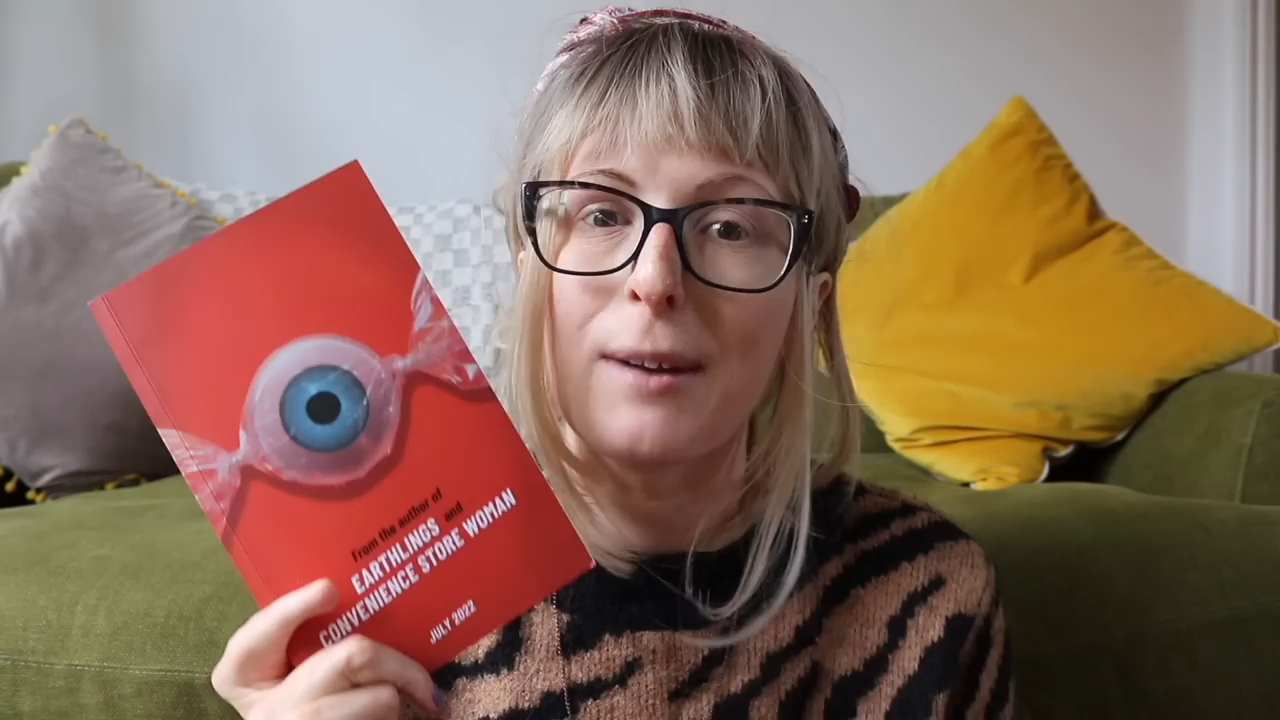 From the author of
EARTHLINGS and
CONVENIENCE STORE WOMAN
JULY 2022